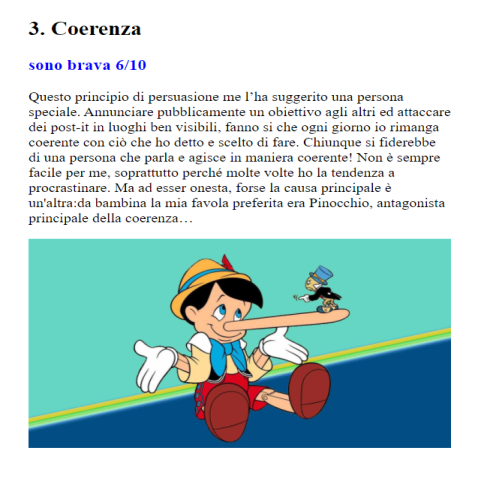 3. Coerenza
sono brava 6/10
Questo principio di persuasione me l’ha suggerito una persona
speciale. Annunciare pubblicamente un obiettivo agli altri ed attaccare
dei post-it in luoghi ben visibili, fanno si che ogni giorno io rimanga
coerente con ciò che ho detto e scelto di fare. Chiunque si fiderebbe
di una persona che parla e agisce in maniera coerente! Non è sempre
facile per me, soprattutto perché molte volte ho la tendenza a
procrastinare. Ma ad esser onesta, forse la causa principale è
un'altra:da bambina la mia favola preferita era Pinocchio, antagonista
principale della coerenza…